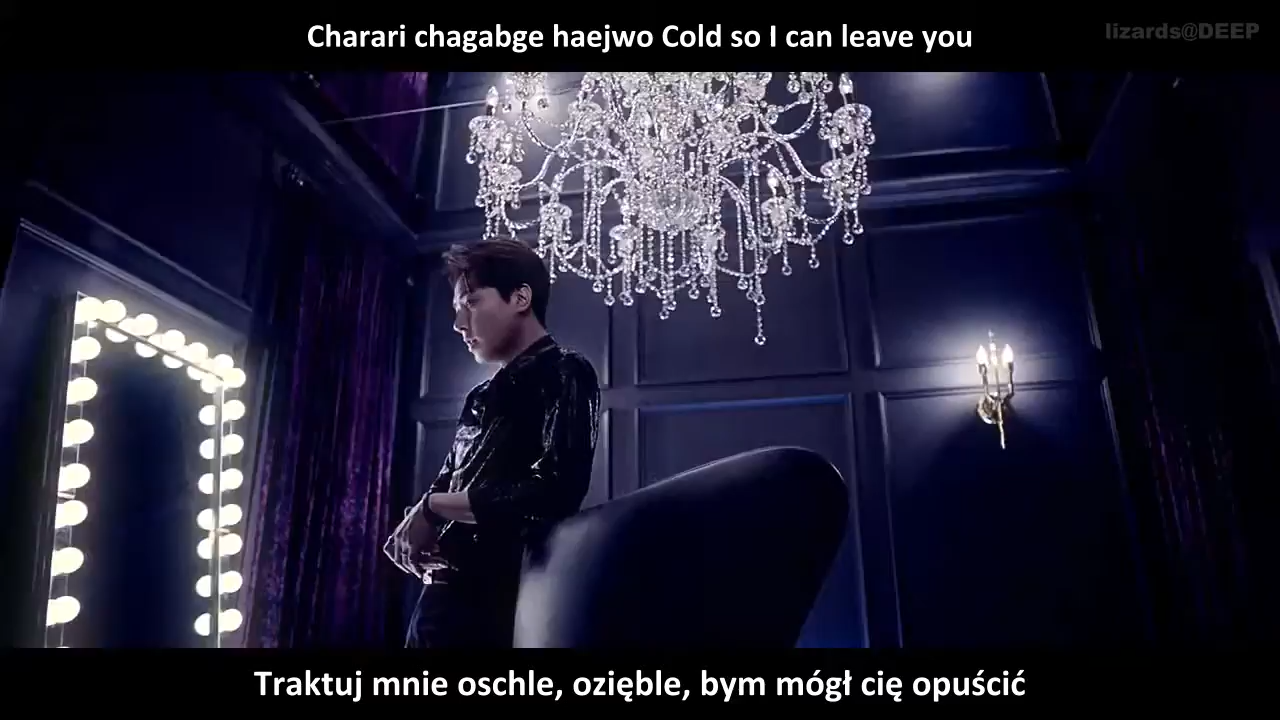 Charari chagabge haejwo Cold so I can leave you
lizards@DEEP
Traktuj mnie oschle, ozięble, bym mógł cię opuścić